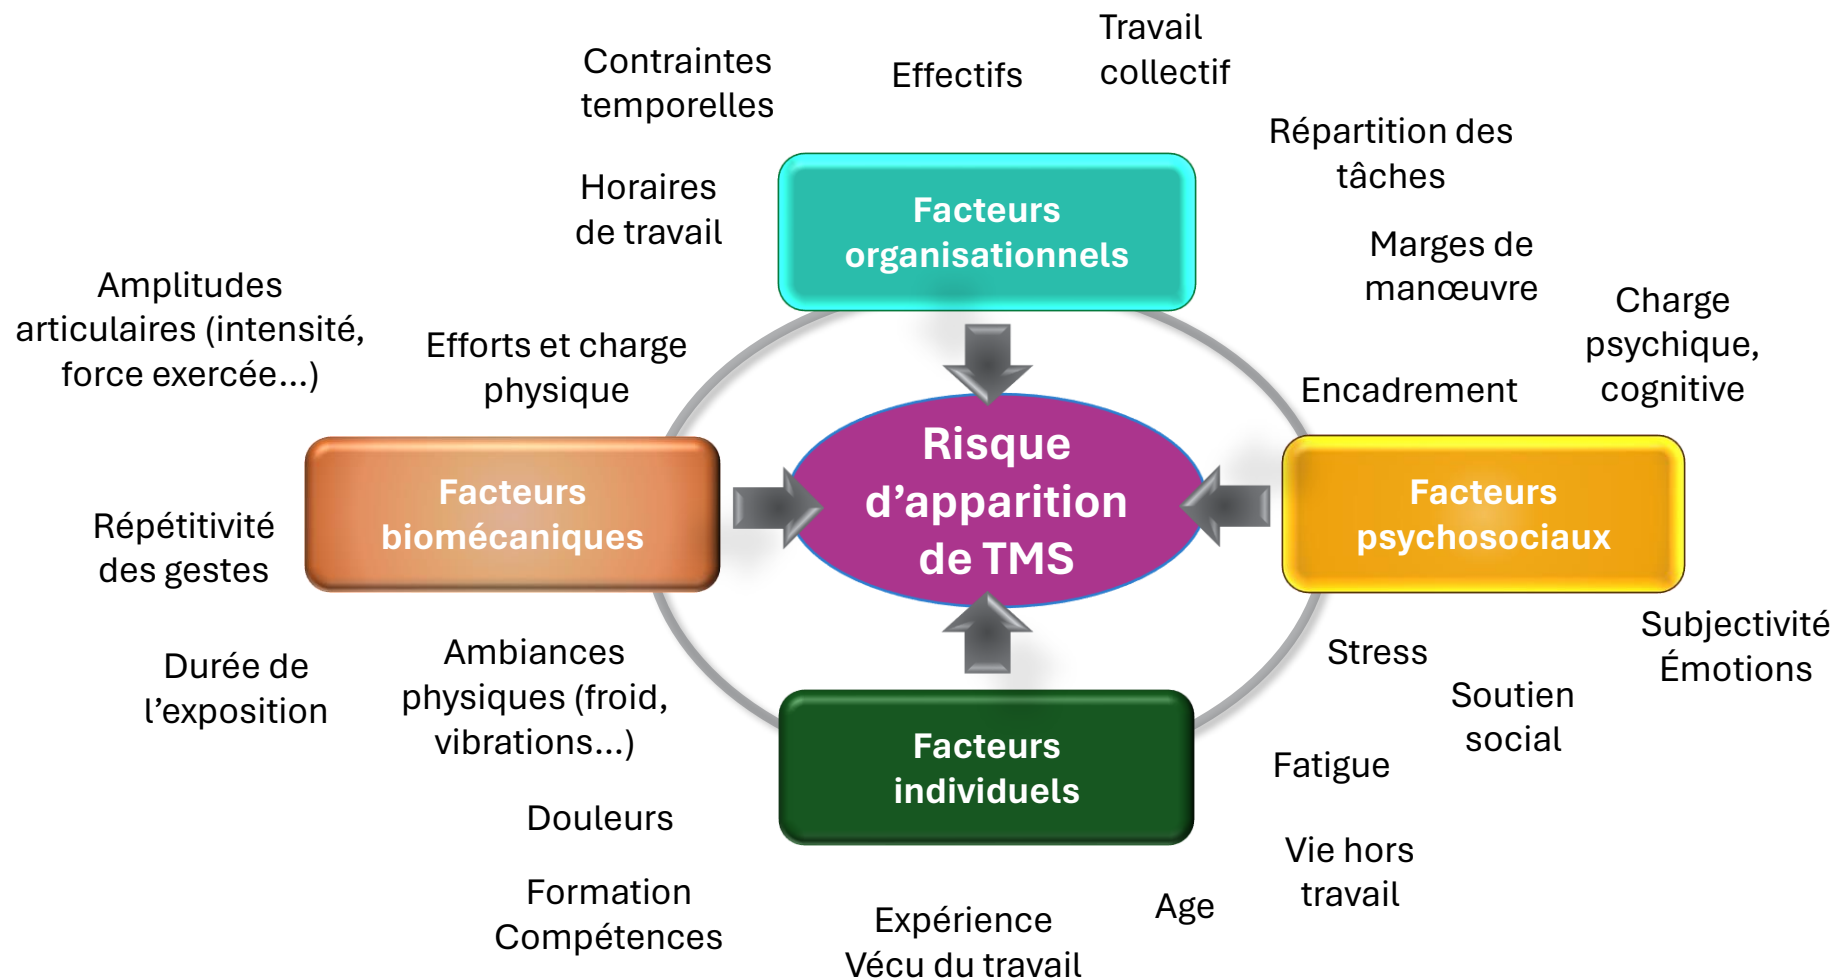 Travail
collectif
Contraintes
temporelles
Effectifs
Répartition des
tâches
Horaires
de travail
Facteurs
organisationnels
Marges de
manœuvre
Amplitudes
articulaires (intensité,
force exercée...)
Efforts et charge
physique
Charge
psychique,
cognitive
Encadrement
Risque
d’apparition
de TMS
Facteurs
biomécaniques
Facteurs
psychosociaux
Répétitivité
des gestes
Durée de
l’exposition
Ambiances
physiques (froid,
vibrations...)
Stress
Subjectivité
Émotions
Soutien
social
Facteurs
individuels
Fatigue
Douleurs
Vie hors
travail
Formation
Compétences
Expérience
Vécu du travail
Age